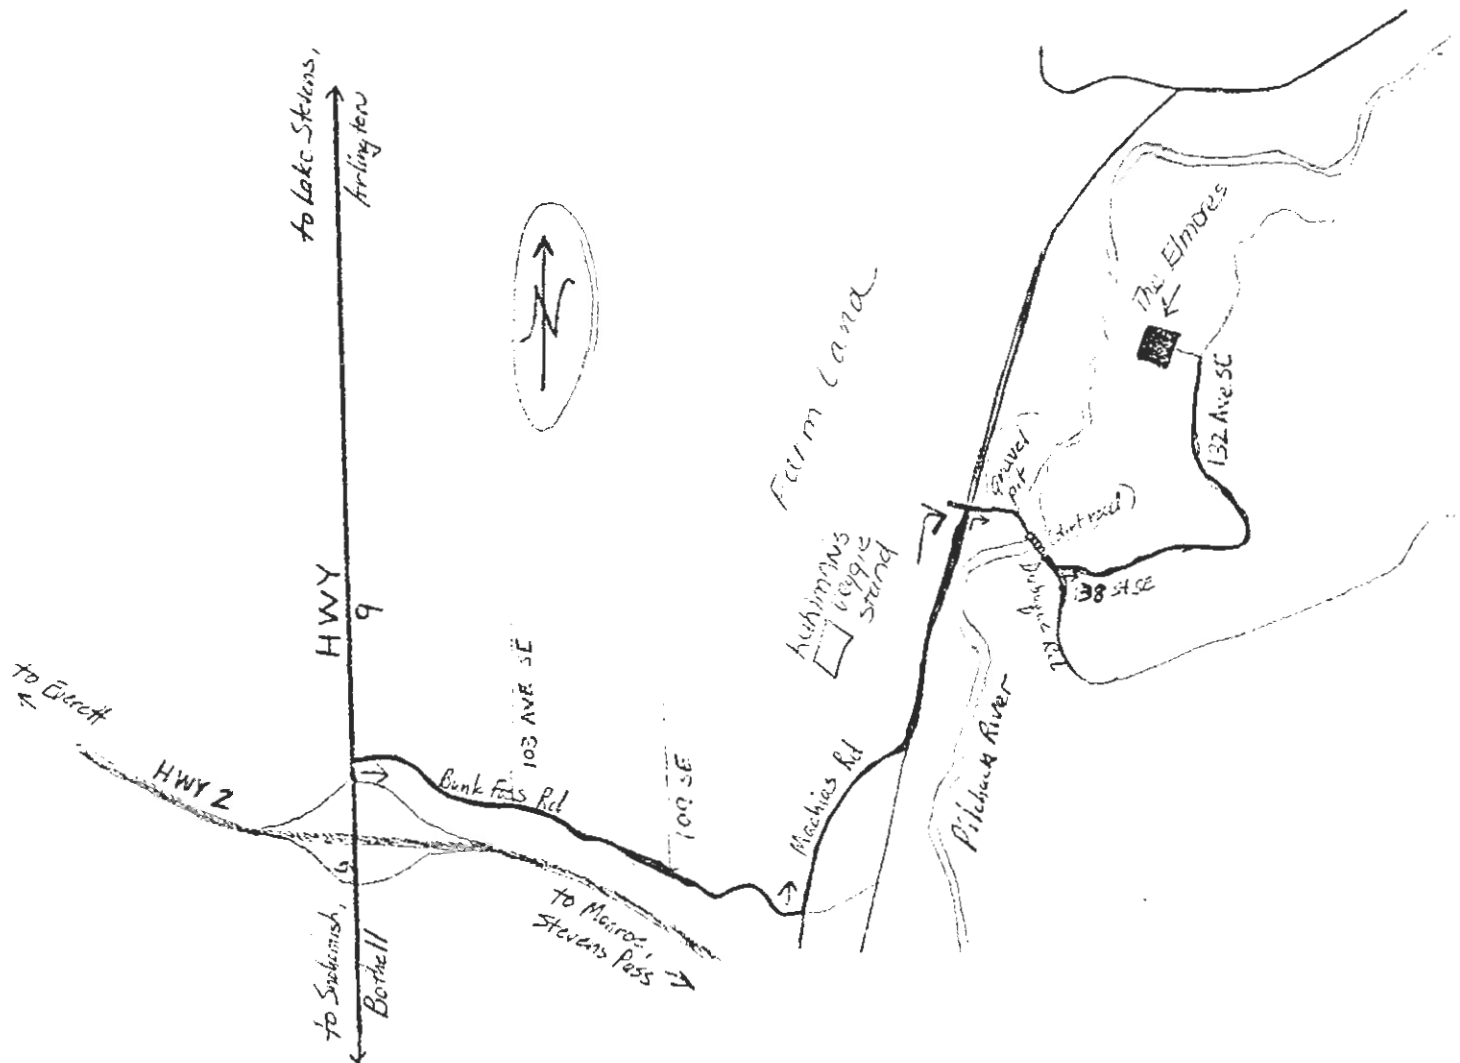 to Lake Stevens,
Arlington
N
The Elmores
Farm Land
132 Ave. SE
Gravel
Pit
(dirt road)
HWY
9
Veggie
Stand
138 St SE
103 AVE SE
to Everett
HWY 2
Bunk Foss Rd
109 SE
Machias Rd
Pilchuck River
to Snohomish,
Bothell
to Monroe,
Stevens Pass